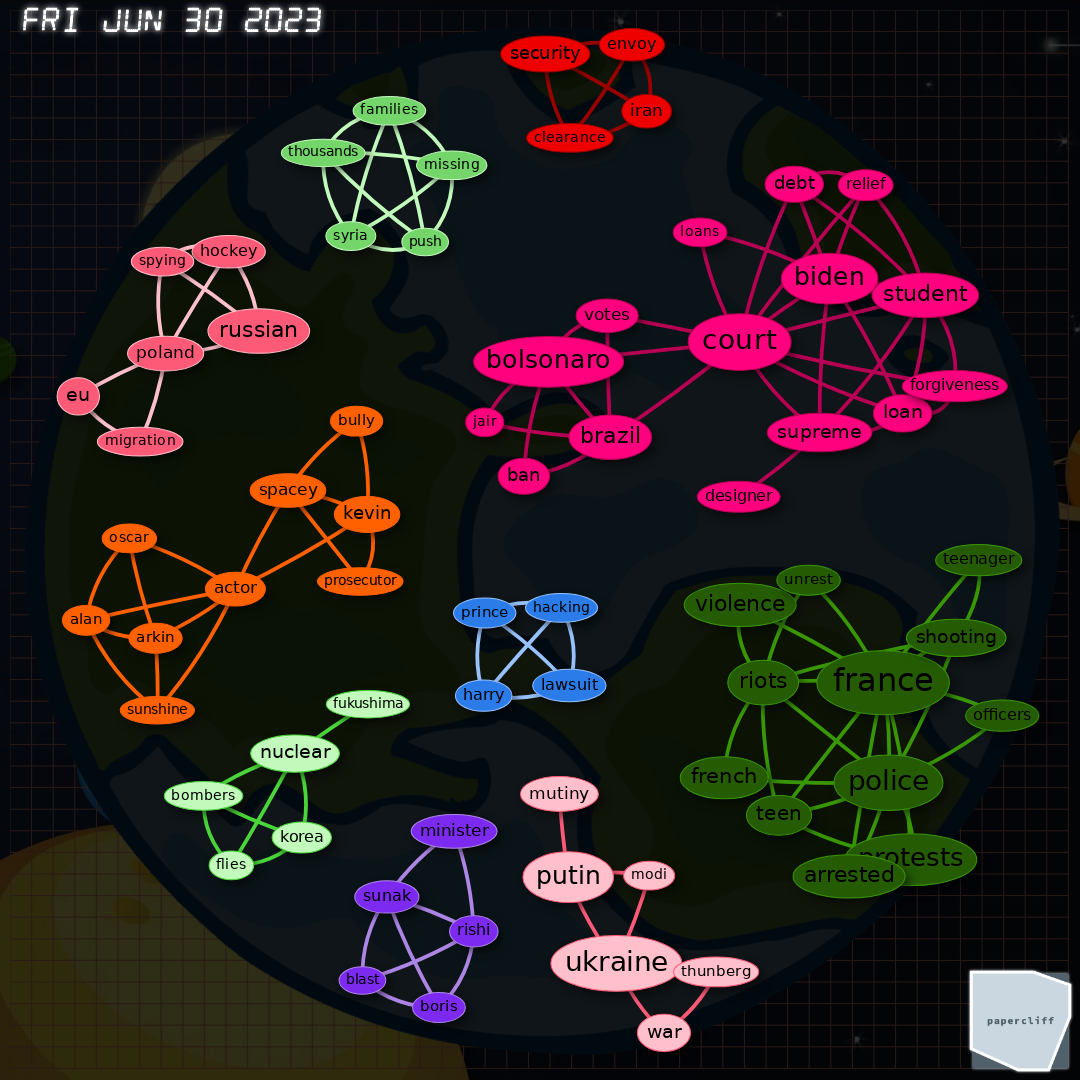 FRI JUN 30 2023
security
envoy
iran
clearance
families
thousands
missing
syria
push
debt
relief
loans
biden
student
votes
court
bolsonaro
forgiveness
loan
jair
brazil
supreme
ban
designer
spying
hockey
russian
poland
eu
migration
bully
spacey
kevin
prosecutor
oscar
actor
alan
arkin
sunshine
prince
hacking
harry
lawsuit
teenager
unrest
violence
shooting
riots
france
officers
french
police
teen
protests
arrested
fukushima
nuclear
bombers
korea
flies
minister
sunak
rishi
blast
boris
mutiny
putin
modi
ukraine
thunberg
war
papercliff